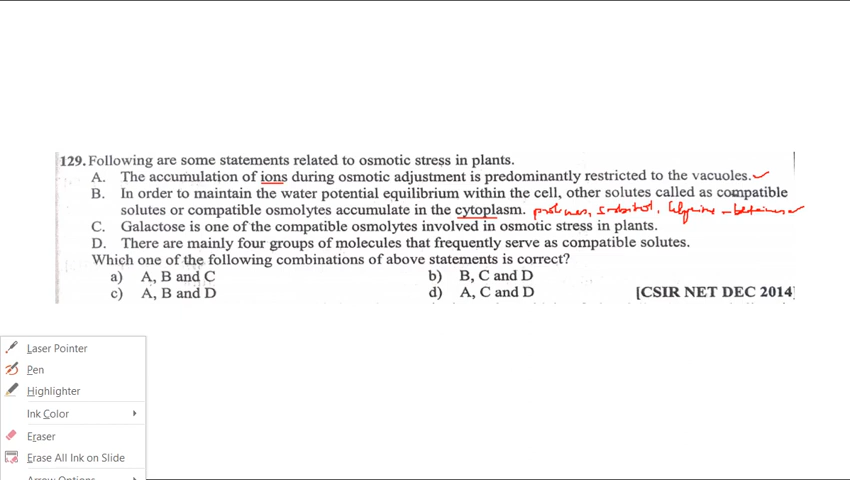 129. Following are some statements related to osmotic stress in plants.
A. The accumulation of ions during osmotic adjustment is predominantly restricted to the vacuoles.
B. In order to maintain the water potential equilibrium within the cell, other solutes called as compatible
solutes or compatible osmolytes accumulate in the cytoplasm. sorbitol,
C. Galactose is one of the compatible osmolytes involved in osmotic stress in plants.
D. There are mainly four groups of molecules that frequently serve as compatible solutes.
Which one of the following combinations of above statements is correct?
a) A, B and C b) B, C and D
c) A, B and D d) A, C and D [CSIR NET DEC 2014]
Laser Pointer
Pen
Highlighter
Ink Color
Eraser
Erase All Ink on Slide
Arrow Options